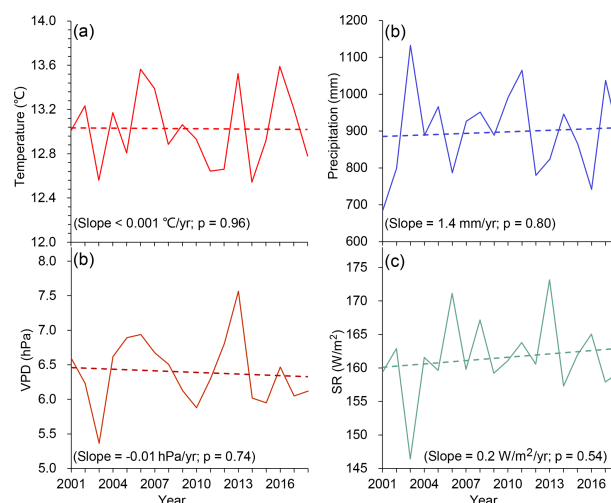 (a)
14.0
13.6
13.2
12.8
12.4
12.0
Temperature (℃)
(Slope < 0.001 ℃/yr; p = 0.96)
(b)
1200
1100
1000
900
800
700
600
Precipitation (mm)
(Slope = 1.4 mm/yr; p = 0.80)
(b)
8.0
7.5
7.0
6.5
6.0
5.5
5.0
VPD (hPa)
(Slope = -0.01 hPa/yr; p = 0.74)
2001 2004 2007 2010 2013 2016
Year
(c)
175
170
165
160
155
150
145
SR (W/m²)
(Slope = 0.2 W/m²/yr; p = 0.54)
2001 2004 2007 2010 2013 2016
Year